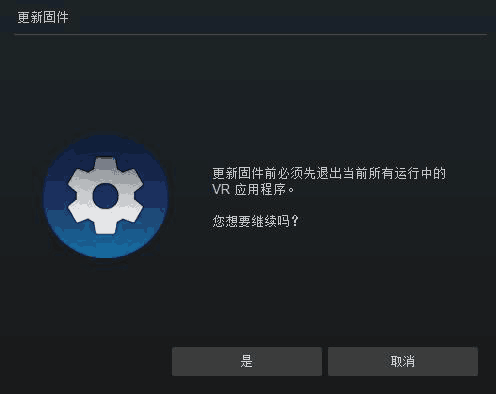 更新固件
更新固件前必须先退出当前所有运行中的
VR 应用程序。
您想要继续吗?
是
取消